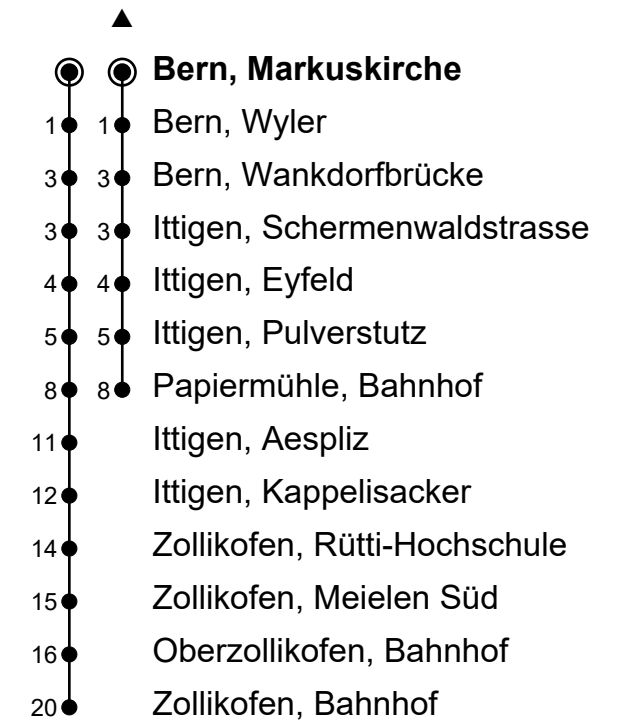 ▲
Bern, Markuskirche
1 1 Bern, Wyler
3 3 Bern, Wankdorfbrücke
3 3 Ittigen, Schermenwaldstrasse
4 4 Ittigen, Eyfeld
5 5 Ittigen, Pulverstutz
8 8 Papiermühle, Bahnhof
11 Ittigen, Aespliz
12 Ittigen, Kappelisacker
14 Zollikofen, Rütti-Hochschule
15 Zollikofen, Meielen Süd
16 Oberzollikofen, Bahnhof
20 Zollikofen, Bahnhof